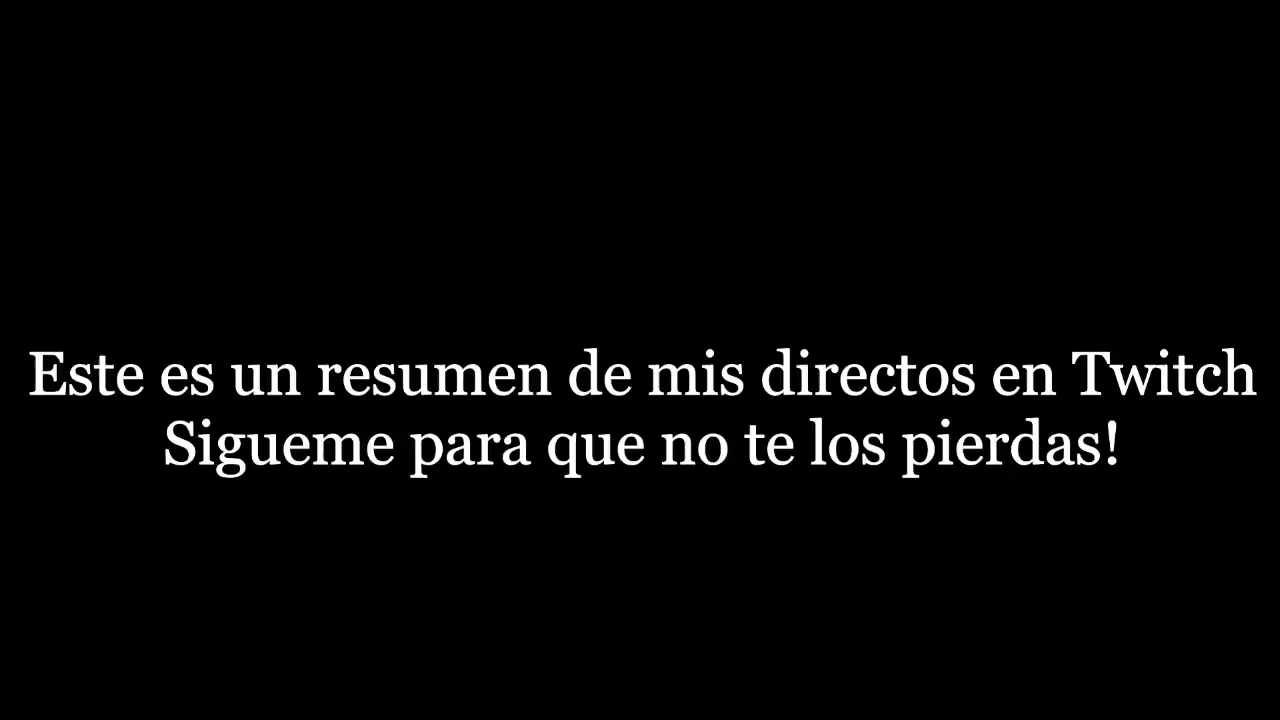 Este es un resumen de mis directos en Twitch
Sigueme para que no te los pierdas!